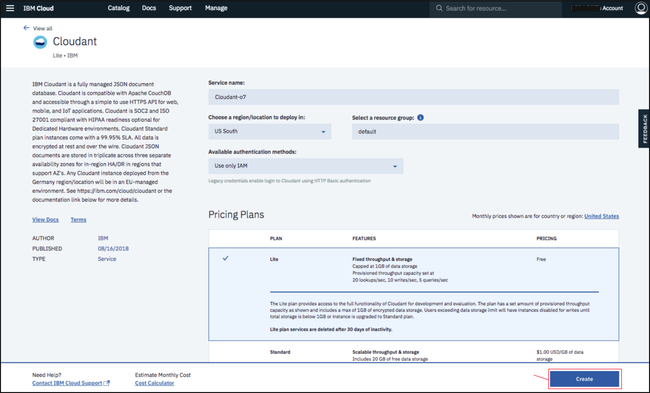 IBM Cloud
Catalog
Docs
Support
Manage
Search for resource...
Account
View all
Cloudant
Lite • IBM
IBM Cloudant is a fully managed JSON document
database. Cloudant is compatible with Apache CouchDB
and accessible through a simple to use HTTPS API for web,
mobile, and IoT applications. Cloudant is SOC2 and ISO
27001 compliant with HIPAA readiness optional for
Dedicated Hardware environments. Cloudant Standard
plan instances come with a 99.95% SLA. All data is
encrypted at rest and over the wire. Cloudant JSON
documents are stored in triplicate across three separate
availability zones for in-region HA/DR in regions that
support AZ's. Any Cloudant instance deployed from the
Germany region/location will be in an EU-managed
environment. See https://ibm.com/cloud/cloudant or the
documentation link below for more details.
View Docs
Terms
AUTHOR IBM
PUBLISHED 08/16/2018
TYPE Service
Service name:
Cloudant-o7
Choose a region/location to deploy in:
US South
Select a resource group:
default
Available authentication methods:
Use only IAM
Legacy credentials enable login to Cloudant using HTTP Basic authentication
FEEDBACK
Pricing Plans
Monthly prices shown are for country or region: United States
PLAN FEATURES PRICING
Lite
Fixed throughput & storage
Capped at 1GB of data storage
Provisioned throughput capacity set at
20 lookups/sec, 10 writes/sec, 5 queries/sec
Free
The Lite plan provides access to the full functionality of Cloudant for development and evaluation. The plan has a set amount of provisioned throughput
capacity as shown and includes a max of 1GB of encrypted data storage. Users exceeding data storage limit will have instances disabled for writes until
total storage is below 1GB or instance is upgraded to Standard plan.
Lite plan services are deleted after 30 days of inactivity.
Standard
Scalable throughput & storage
Includes 20 GB of free data storage
$1.00 USD/GB of data
storage
Need Help?
Contact IBM Cloud Support
Estimate Monthly Cost
Cost Calculator
Create